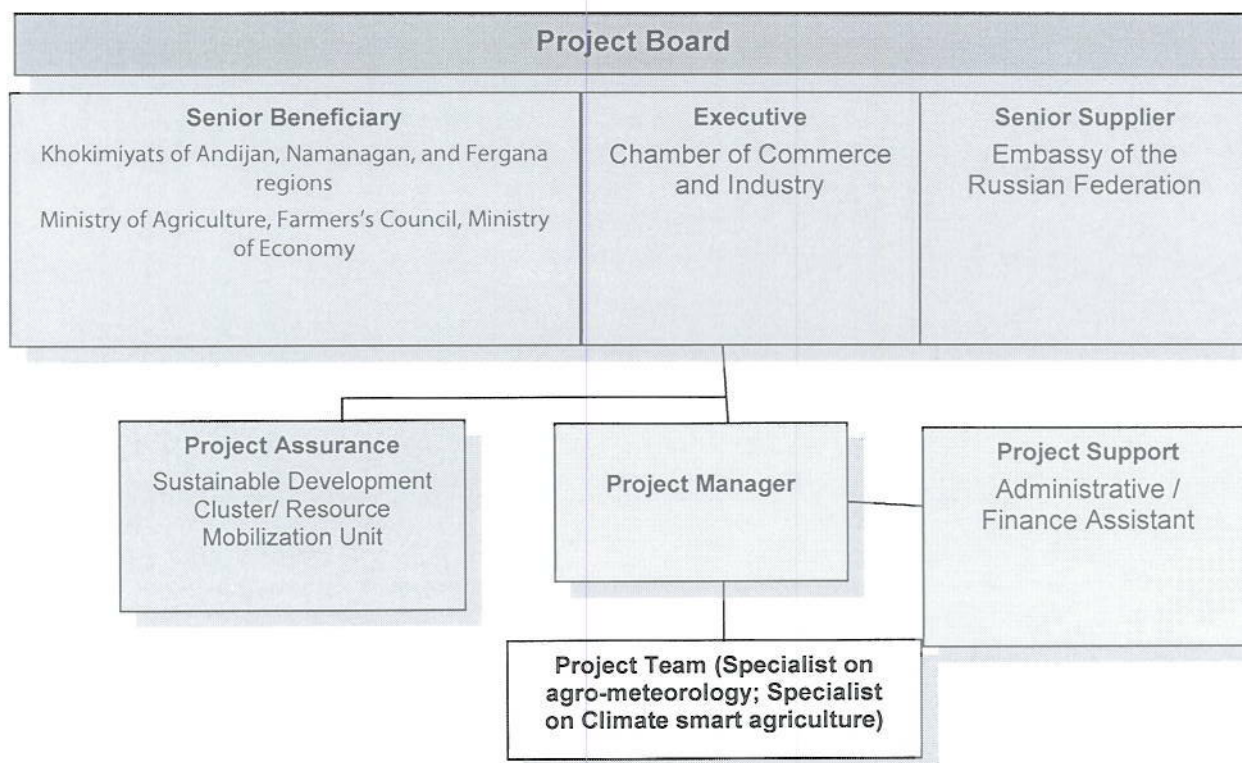 Project Board
Senior Beneficiary
Khokimiyats of Andijan, Namanagan, and Fergana
regions
Ministry of Agriculture, Farmers's Council, Ministry
of Economy
Executive
Chamber of Commerce
and Industry
Senior Supplier
Embassy of the
Russian Federation
Project Assurance
Sustainable Development
Cluster/ Resource
Mobilization Unit
Project Manager
Project Support
Administrative /
Finance Assistant
Project Team (Specialist on
agro-meteorology; Specialist
on Climate smart agriculture)